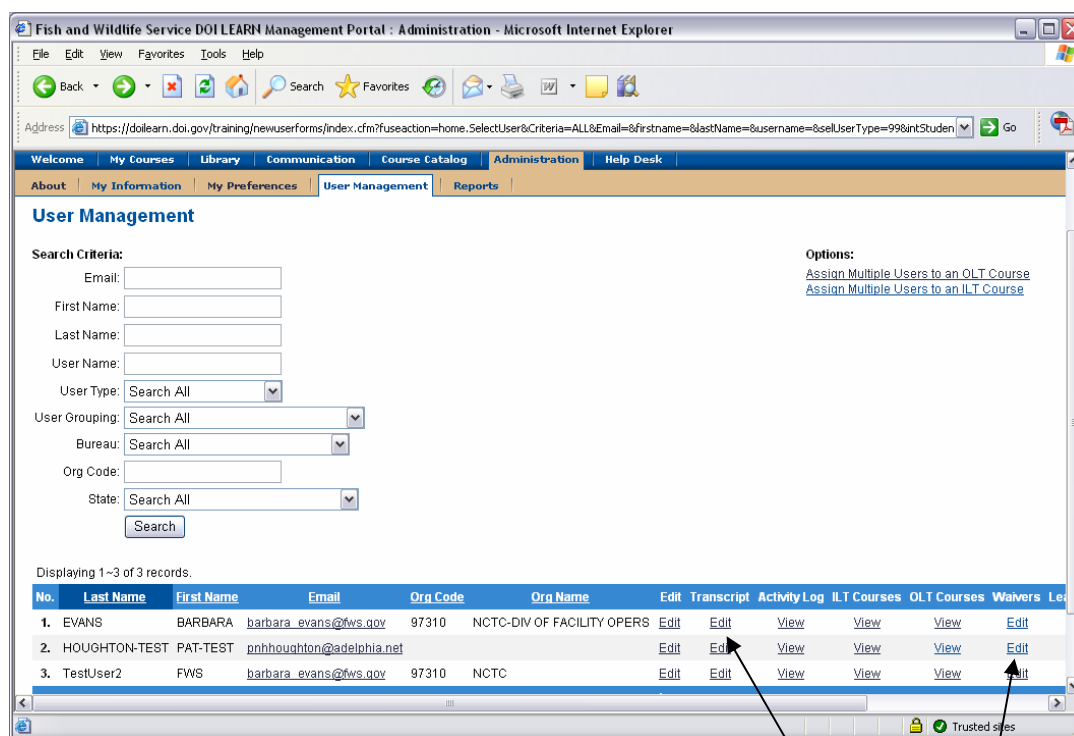 Fish and Wildlife Service DOI LEARN Management Portal : Administration - Microsoft Internet Explorer
File Edit View Favorites Tools Help
Back Search Favorites
Address https://doilearn.doi.gov/training/newuserforms/index.cfm?fuseaction=home.SelectUser&Criteria=ALL&Email=&firstname=&lastName=&username=&selUserType=99&intStuden Go
Welcome My Courses Library Communication Course Catalog Administration Help Desk
About My Information My Preferences User Management Reports
User Management
Search Criteria: Options:
Email: Assign Multiple Users to an OLT Course
Assign Multiple Users to an ILT Course
First Name:
Last Name:
User Name:
User Type: Search All
User Grouping: Search All
Bureau: Search All
Org Code:
State: Search All
Search
Displaying 1~3 of 3 records.
No. Last Name First Name Email Org Code Org Name Edit Transcript Activity Log ILT Courses OLT Courses Waivers Lea
1. EVANS BARBARA barbara_evans@fws.gov 97310 NCTC-DIV OF FACILITY OPERS Edit Edit View View View Edit
2. HOUGHTON-TEST PAT-TEST pnhhoughton@adelphia.net Edit Edit View View View Edit
3. TestUser2 FWS barbara_evans@fws.gov 97310 NCTC Edit Edit View View View Edit
Trusted sites